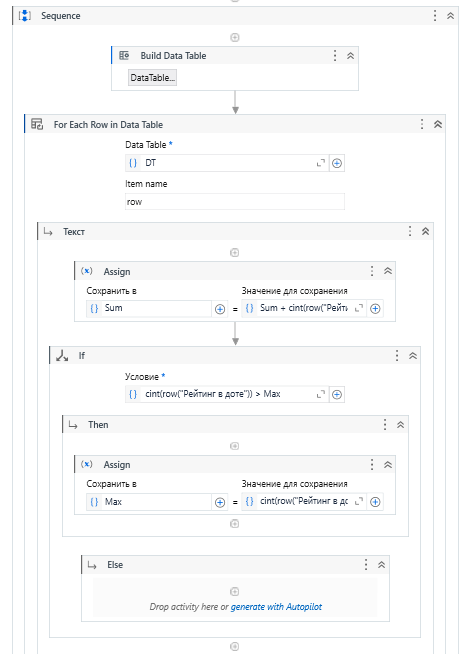 Sequence
Build Data Table
DataTable...
For Each Row in Data Table
Data Table *
DT
Item name
row
Текст
Assign
Сохранить в Значение для сохранения
Sum = Sum + cint(row("Рейти
If
Условие *
cint(row("Рейтинг в доте")) > Max
Then
Assign
Сохранить в Значение для сохранения
Max = cint(row("Рейтинг в дс
Else
Drop activity here or generate with Autopilot